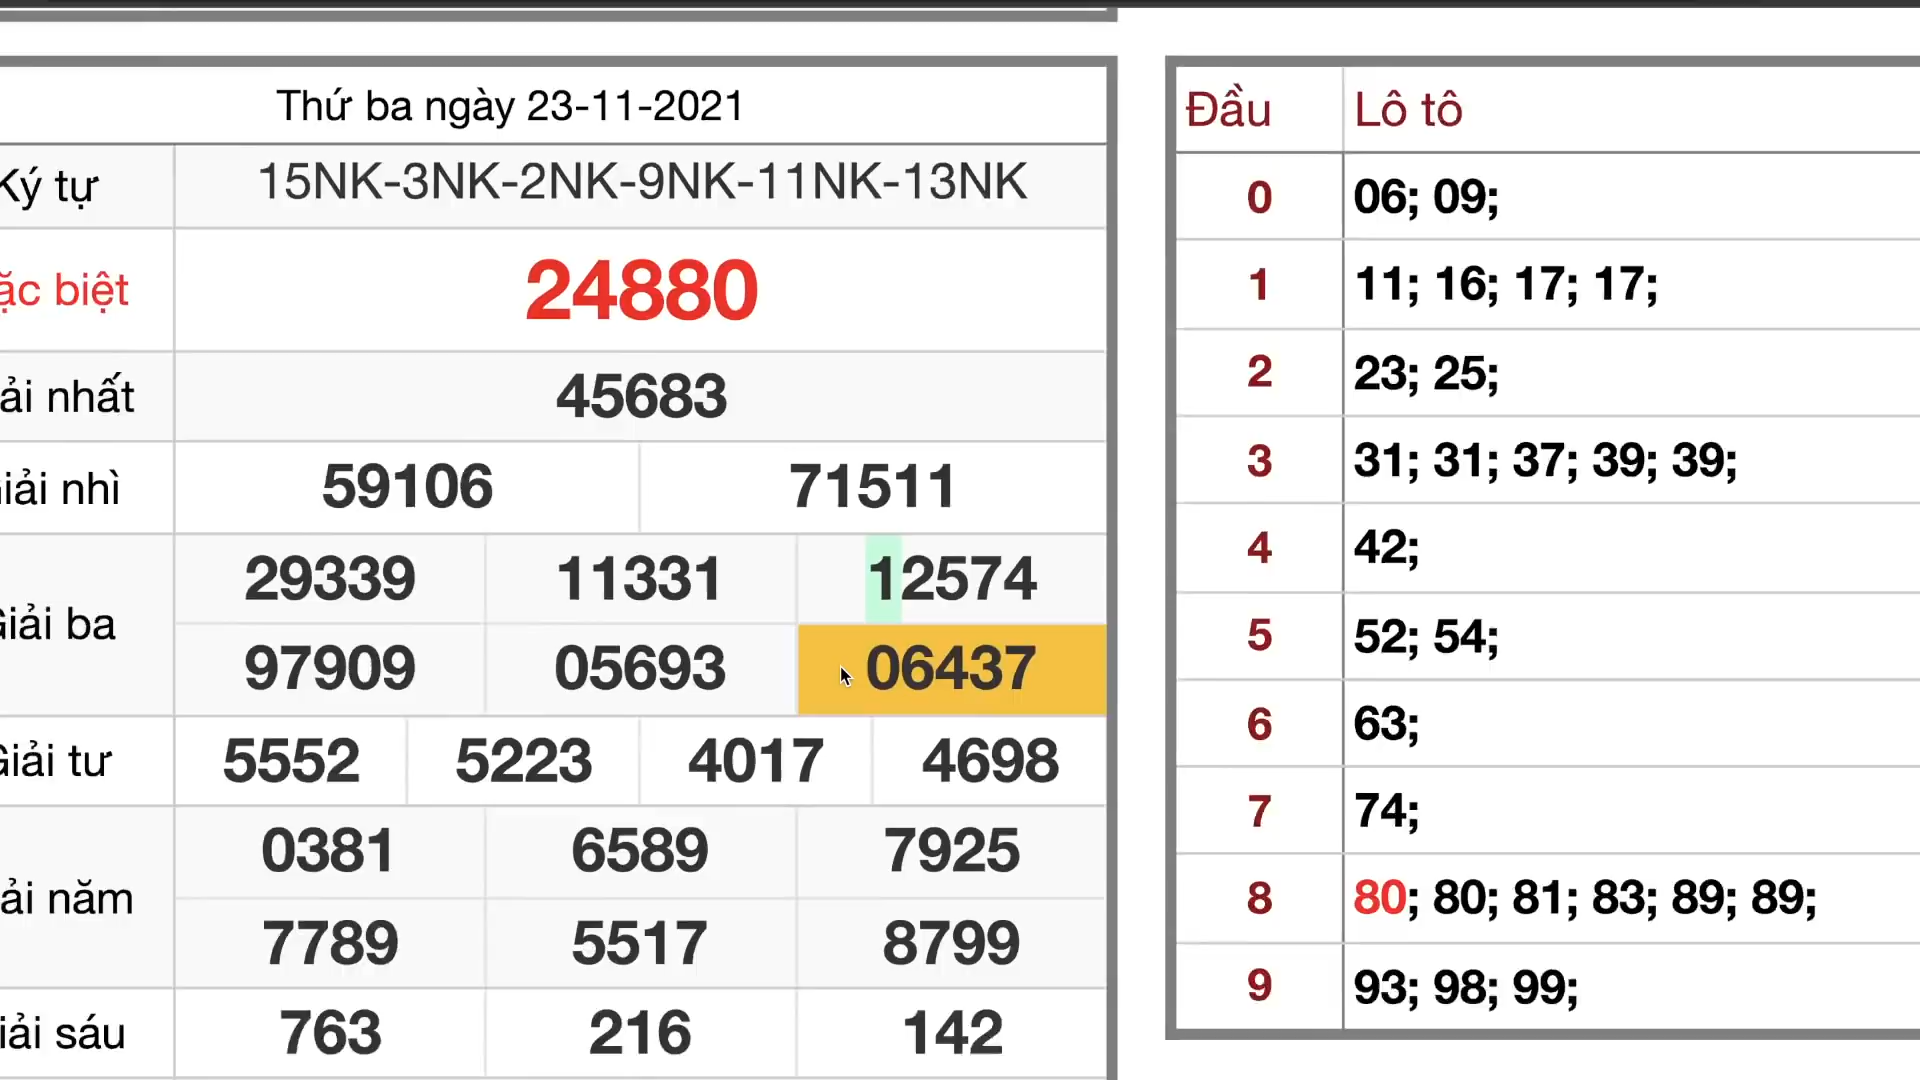 Thứ ba ngày 23-11-2021
Ký tự 15NK-3NK-2NK-9NK-11NK-13NK
ặc biệt 24880
ải nhất 45683
iải nhì 59106 71511
Giải ba
29339 11331 12574
97909 05693 06437
Giải tư 5552 5223 4017 4698
ải năm
0381 6589 7925
7789 5517 8799
iải sáu 763 216 142
Đầu Lô tô
0 06; 09;
1 11; 16; 17; 17;
2 23; 25;
3 31; 31; 37; 39; 39;
4 42;
5 52; 54;
6 63;
7 74;
8 80; 80; 81; 83; 89; 89;
9 93; 98; 99;